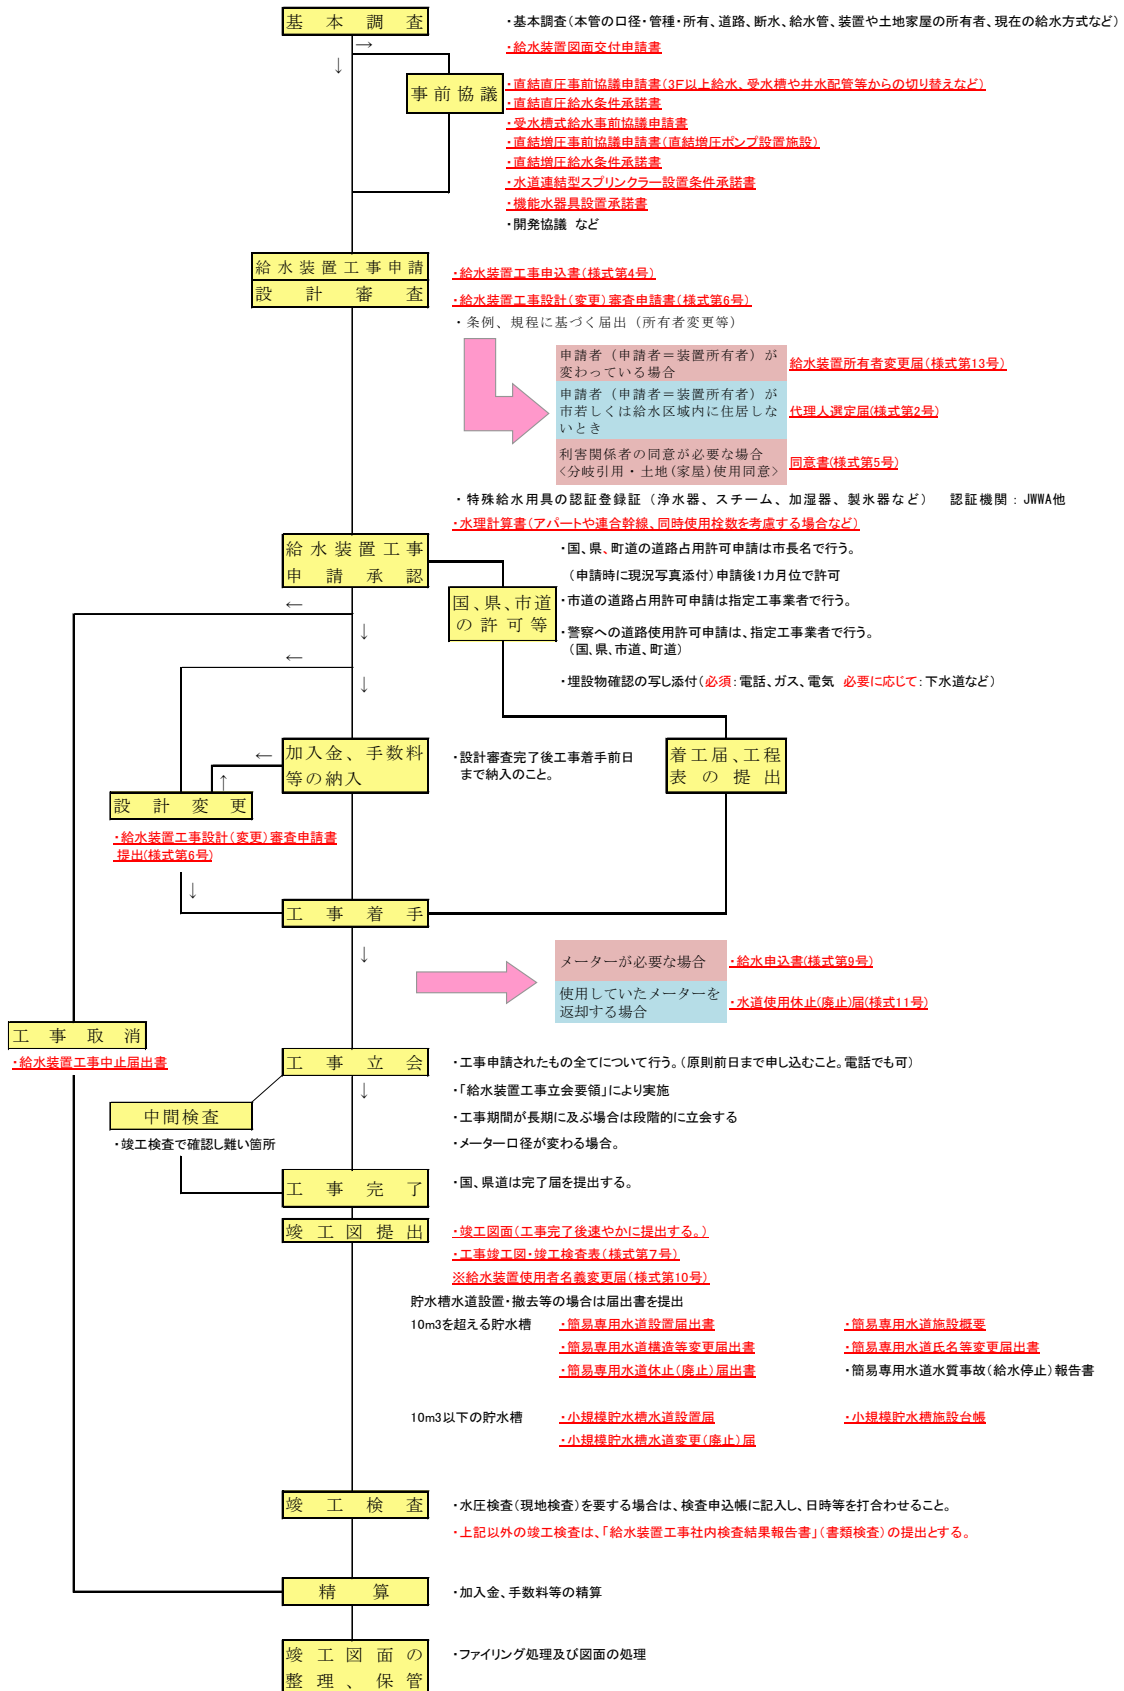 基本調査
・基本調査(本管の口径・管種・所有、道路、断水、給水管、装置や土地家屋の所有者、現在の給水方式など)
→
・給水装置図面交付申請書
↓
事前協議
・直結直圧事前協議申請書(3F以上給水、受水槽や井水配管等からの切り替えなど)
・直結直圧給水条件承諾書
・受水槽式給水事前協議申請書
・直結増圧事前協議申請書(直結増圧ポンプ設置施設)
・直結増圧給水条件承諾書
・水道連結型スプリンクラー設置条件承諾書
・機能水器具設置承諾書
・開発協議 など
給水装置工事申請
設計審査
・給水装置工事申込書(様式第4号)
・給水装置工事設計(変更)審査申請書(様式第6号)
・条例、規程に基づく届出(所有者変更等)
申請者(申請者=装置所有者)が
変わっている場合
給水装置所有者変更届(様式第13号)
申請者(申請者=装置所有者)が
市若しくは給水区域内に住居しな
いとき
代理人選定届(様式第2号)
利害関係者の同意が必要な場合
<分岐引用・土地(家屋)使用同意>
同意書(様式第5号)
・特殊給水用具の認証登録証(浄水器、スチーム、加湿器、製氷器など) 認証機関:JWWA他
・水理計算書(アパートや連合幹線、同時使用栓数を考慮する場合など)
給水装置工事
申請承認
・国、県、町道の道路占用許可申請は市長名で行う。
(申請時に現況写真添付)申請後1カ月位で許可
国、県、市道
の許可等
・市道の道路占用許可申請は指定工事業者で行う。
・警察への道路使用許可申請は、指定工事業者で行う。
(国、県、市道、町道)
・埋設物確認の写し添付(必須:電話、ガス、電気 必要に応じて:下水道など)
←
↓
←
↓
加入金、手数料
等の納入
・設計審査完了後工事着手前日
まで納入のこと。
着工届、工程
表の提出
←
↑
設計変更
・給水装置工事設計(変更)審査申請書
提出(様式第6号)
↓
工事着手
↓
メーターが必要な場合
・給水申込書(様式第9号)
使用していたメーターを
返却する場合
・水道使用休止(廃止)届(様式11号)
工事取消
・給水装置工事中止届出書
工事立会
・工事申請されたもの全てについて行う。(原則前日まで申し込むこと。電話でも可)
↓
・「給水装置工事立会要領」により実施
中間検査
・工事期間が長期に及ぶ場合は段階的に立会する
・竣工検査で確認し難い箇所
・メーター口径が変わる場合。
工事完了
・国、県道は完了届を提出する。
竣工図提出
・竣工図面(工事完了後速やかに提出する。)
・工事竣工図・竣工検査表(様式第7号)
※給水装置使用者名義変更届(様式第10号)
貯水槽水道設置・撤去等の場合は届出書を提出
10m3を超える貯水槽
・簡易専用水道設置届出書
・簡易専用水道施設概要
・簡易専用水道構造等変更届出書
・簡易専用水道氏名等変更届出書
・簡易専用水道休止(廃止)届出書
・簡易専用水道水質事故(給水停止)報告書
10m3以下の貯水槽
・小規模貯水槽水道設置届
・小規模貯水槽施設台帳
・小規模貯水槽水道変更(廃止)届
竣工検査
・水圧検査(現地検査)を要する場合は、検査申込帳に記入し、日時等を打合わせること。
・上記以外の竣工検査は、「給水装置工事社内検査結果報告書」(書類検査)の提出とする。
精算
・加入金、手数料等の精算
竣工図面の
整理、保管
・ファイリング処理及び図面の処理